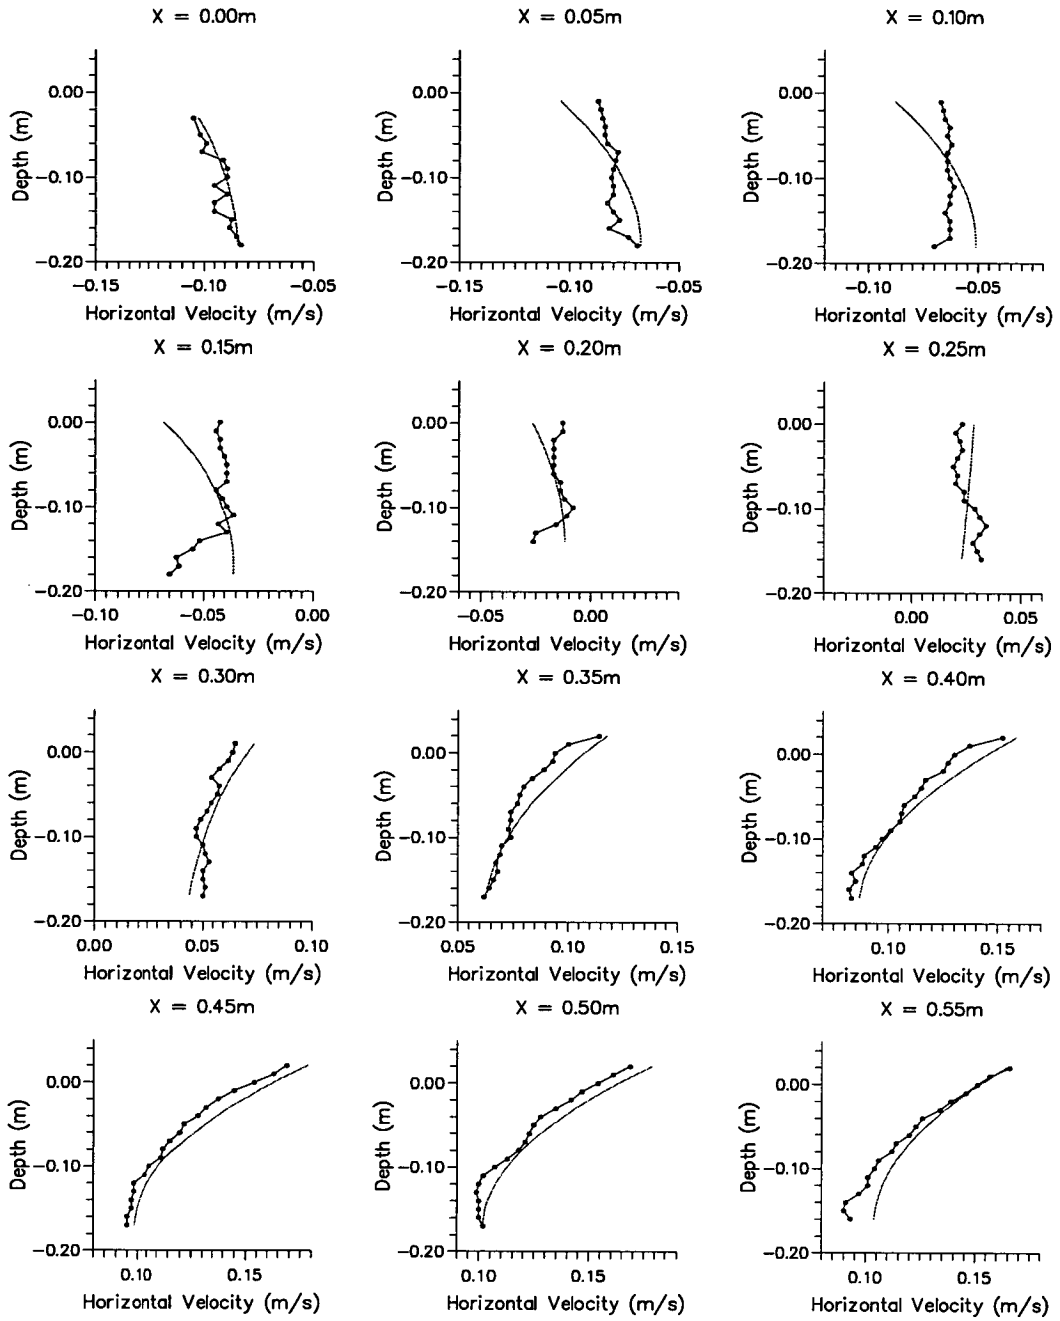 X = 0.00m
X = 0.05m
X = 0.10m
0.00
−0.10
−0.20
Depth (m)
−0.15 −0.10 −0.05
Horizontal Velocity (m/s)
0.00
−0.10
−0.20
Depth (m)
−0.15 −0.10 −0.05
Horizontal Velocity (m/s)
0.00
−0.10
−0.20
Depth (m)
−0.10 −0.05
Horizontal Velocity (m/s)
X = 0.15m
X = 0.20m
X = 0.25m
0.00
−0.10
−0.20
Depth (m)
−0.10 −0.05 0.00
Horizontal Velocity (m/s)
0.00
−0.10
−0.20
Depth (m)
−0.05 0.00
Horizontal Velocity (m/s)
0.00
−0.10
−0.20
Depth (m)
0.00 0.05
Horizontal Velocity (m/s)
X = 0.30m
X = 0.35m
X = 0.40m
0.00
−0.10
−0.20
Depth (m)
0.00 0.05 0.10
Horizontal Velocity (m/s)
0.00
−0.10
−0.20
Depth (m)
0.05 0.10 0.15
Horizontal Velocity (m/s)
0.00
−0.10
−0.20
Depth (m)
0.10 0.15
Horizontal Velocity (m/s)
X = 0.45m
X = 0.50m
X = 0.55m
0.00
−0.10
−0.20
Depth (m)
0.10 0.15
Horizontal Velocity (m/s)
0.00
−0.10
−0.20
Depth (m)
0.10 0.15
Horizontal Velocity (m/s)
0.00
−0.10
−0.20
Depth (m)
0.10 0.15
Horizontal Velocity (m/s)